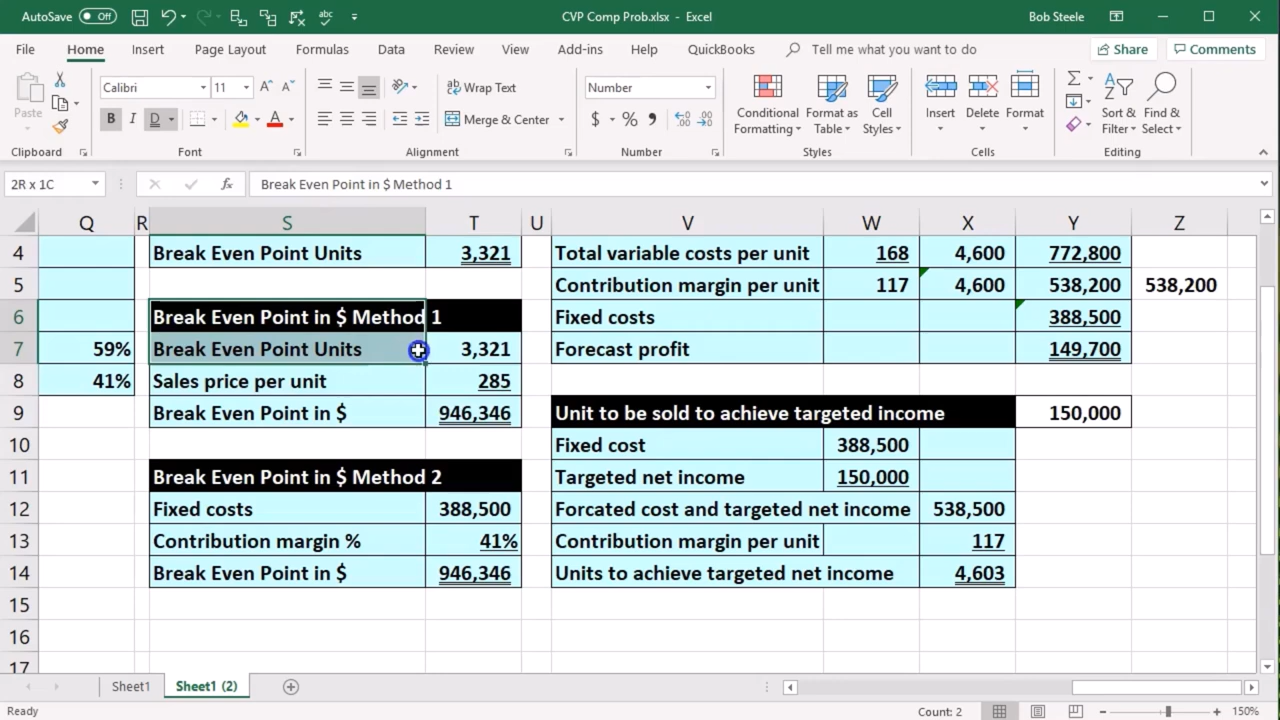 AutoSave Off CVP Comp Prob.xlsx - Excel Bob Steele
File Home Insert Page Layout Formulas Data Review View Add-ins Help QuickBooks Tell me what you want to do Share Comments
Paste Calibri 11 A A B I D A Wrap Text Merge & Center Number $ % Conditional Formatting Format as Table Cell Styles Insert Delete Format Sort & Filter Find & Select
Clipboard Font Alignment Number Styles Cells Editing
2R x 1C fx Break Even Point in $ Method 1
Q R S T U V W X Y Z
4 Break Even Point Units 3,321 Total variable costs per unit 168 4,600 772,800
5 Contribution margin per unit 117 4,600 538,200 538,200
6 Break Even Point in $ Method 1 Fixed costs 388,500
7 59% Break Even Point Units 3,321 Forecast profit 149,700
8 41% Sales price per unit 285
9 Break Even Point in $ 946,346 Unit to be sold to achieve targeted income 150,000
10 Fixed cost 388,500
11 Break Even Point in $ Method 2 Targeted net income 150,000
12 Fixed costs 388,500 Forcated cost and targeted net income 538,500
13 Contribution margin % 41% Contribution margin per unit 117
14 Break Even Point in $ 946,346 Units to achieve targeted net income 4,603
15
16
17
Sheet1 Sheet1 (2)
Ready Count: 2 150%